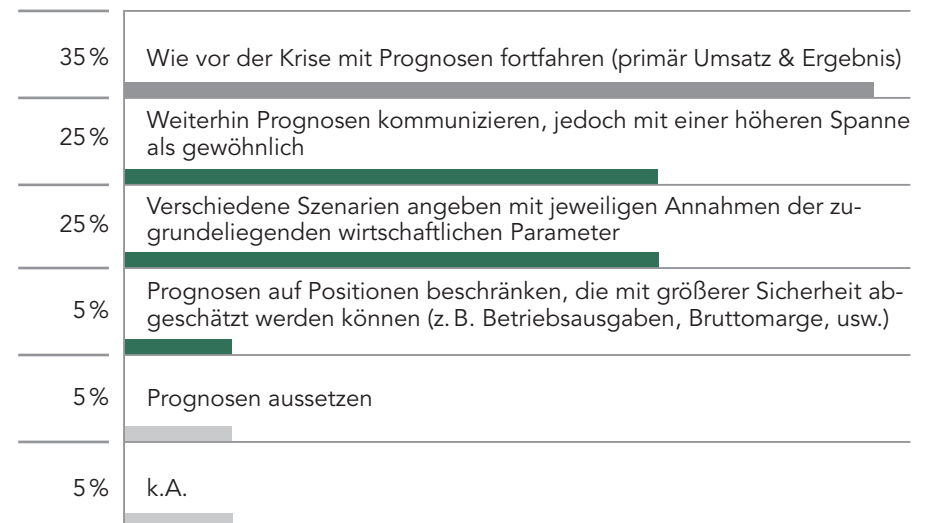 35 % Wie vor der Krise mit Prognosen fortfahren (primär Umsatz & Ergebnis)
25 % Weiterhin Prognosen kommunizieren, jedoch mit einer höheren Spanne
als gewöhnlich
25 % Verschiedene Szenarien angeben mit jeweiligen Annahmen der zu-
grundeliegenden wirtschaftlichen Parameter
5 % Prognosen auf Positionen beschränken, die mit größerer Sicherheit ab-
geschätzt werden können (z. B. Betriebsausgaben, Bruttomarge, usw.)
5 % Prognosen aussetzen
5 % k.A.